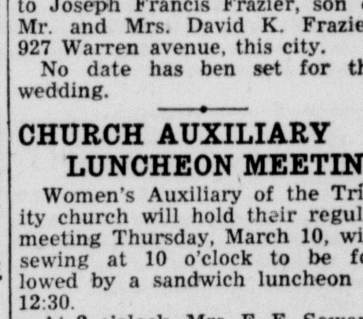 to Joseph Francis Frazier, son
Mr. and Mrs. David K. Frazie
927 Warren avenue, this city.
No date has ben set for th
wedding.
CHURCH AUXILIARY
LUNCHEON MEETIN
Women's Auxiliary of the Tri
ity church will hold their regul
meeting Thursday, March 10, wi
sewing at 10 o'clock to be fo
lowed by a sandwich luncheon
12:30.